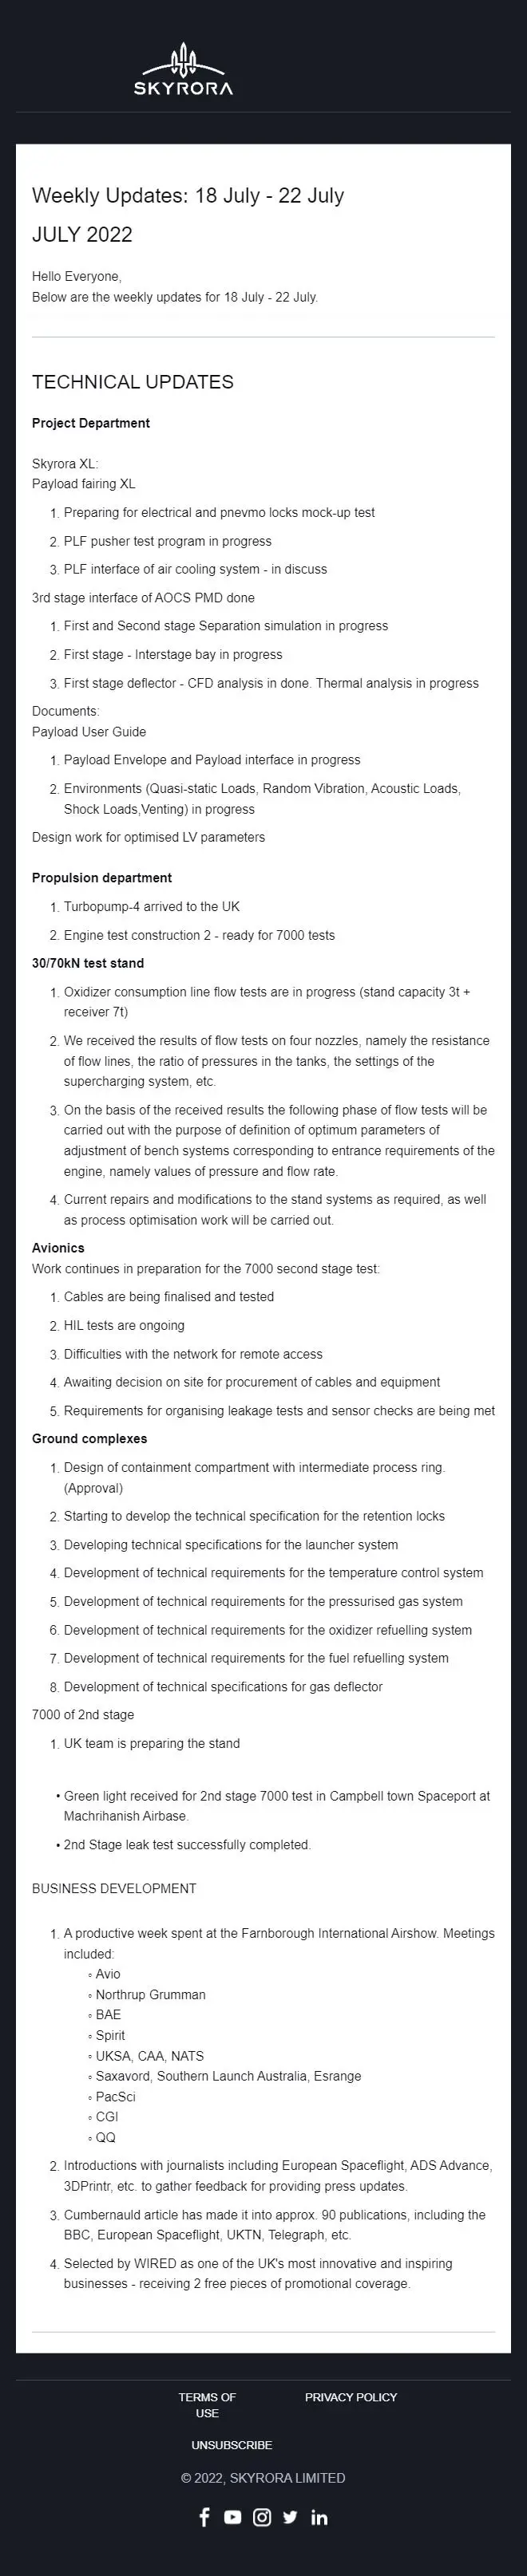 SKYRORA
Weekly Updates: 18 July - 22 July
JULY 2022
Hello Everyone,
Below are the weekly updates for 18 July - 22 July.
TECHNICAL UPDATES
Project Department
Skyrora XL:
Payload fairing XL
1. Preparing for electrical and pnevmo locks mock-up test
2. PLF pusher test program in progress
3. PLF interface of air cooling system - in discuss
3rd stage interface of AOCS PMD done
1. First and Second stage Separation simulation in progress
2. First stage - Interstage bay in progress
3. First stage deflector - CFD analysis in done. Thermal analysis in progress
Documents:
Payload User Guide
1. Payload Envelope and Payload interface in progress
2. Environments (Quasi-static Loads, Random Vibration, Acoustic Loads,
Shock Loads,Venting) in progress
Design work for optimised LV parameters
Propulsion department
1. Turbopump-4 arrived to the UK
2. Engine test construction 2 - ready for 7000 tests
30/70kN test stand
1. Oxidizer consumption line flow tests are in progress (stand capacity 3t +
receiver 7t)
2. We received the results of flow tests on four nozzles, namely the resistance
of flow lines, the ratio of pressures in the tanks, the settings of the
supercharging system, etc.
3. On the basis of the received results the following phase of flow tests will be
carried out with the purpose of definition of optimum parameters of
adjustment of bench systems corresponding to entrance requirements of the
engine, namely values of pressure and flow rate.
4. Current repairs and modifications to the stand systems as required, as well
as process optimisation work will be carried out.
Avionics
Work continues in preparation for the 7000 second stage test:
1. Cables are being finalised and tested
2. HIL tests are ongoing
3. Difficulties with the network for remote access
4. Awaiting decision on site for procurement of cables and equipment
5. Requirements for organising leakage tests and sensor checks are being met
Ground complexes
1. Design of containment compartment with intermediate process ring.
(Approval)
2. Starting to develop the technical specification for the retention locks
3. Developing technical specifications for the launcher system
4. Development of technical requirements for the temperature control system
5. Development of technical requirements for the pressurised gas system
6. Development of technical requirements for the oxidizer refuelling system
7. Development of technical requirements for the fuel refuelling system
8. Development of technical specifications for gas deflector
7000 of 2nd stage
1. UK team is preparing the stand
• Green light received for 2nd stage 7000 test in Campbell town Spaceport at
Machrihanish Airbase.
• 2nd Stage leak test successfully completed.
BUSINESS DEVELOPMENT
1. A productive week spent at the Farnborough International Airshow. Meetings
included:
◦ Avio
◦ Northrup Grumman
◦ BAE
◦ Spirit
◦ UKSA, CAA, NATS
◦ Saxavord, Southern Launch Australia, Esrange
◦ PacSci
◦ CGI
◦ QQ
2. Introductions with journalists including European Spaceflight, ADS Advance,
3DPrintr, etc. to gather feedback for providing press updates.
3. Cumbernauld article has made it into approx. 90 publications, including the
BBC, European Spaceflight, UKTN, Telegraph, etc.
4. Selected by WIRED as one of the UK's most innovative and inspiring
businesses - receiving 2 free pieces of promotional coverage.
TERMS OF
USE
PRIVACY POLICY
UNSUBSCRIBE
© 2022, SKYRORA LIMITED